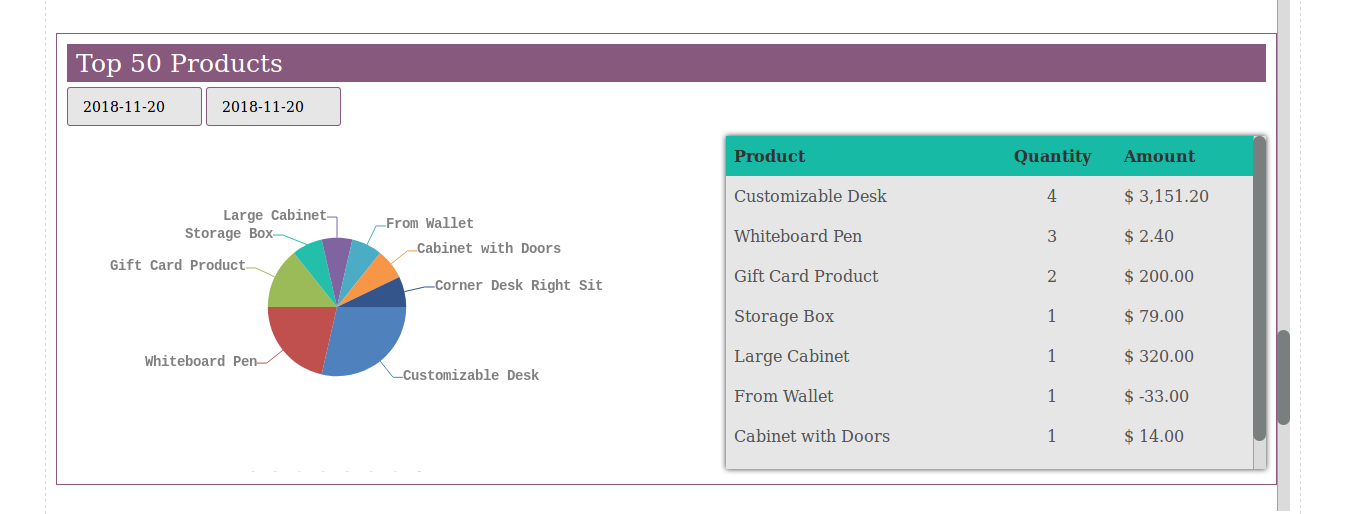 Top 50 Products
2018-11-20 2018-11-20
Large Cabinet
From Wallet
Storage Box
Cabinet with Doors
Gift Card Product
Corner Desk Right Sit
Whiteboard Pen
Customizable Desk
Product Quantity Amount
Customizable Desk 4 $ 3,151.20
Whiteboard Pen 3 $ 2.40
Gift Card Product 2 $ 200.00
Storage Box 1 $ 79.00
Large Cabinet 1 $ 320.00
From Wallet 1 $ -33.00
Cabinet with Doors 1 $ 14.00